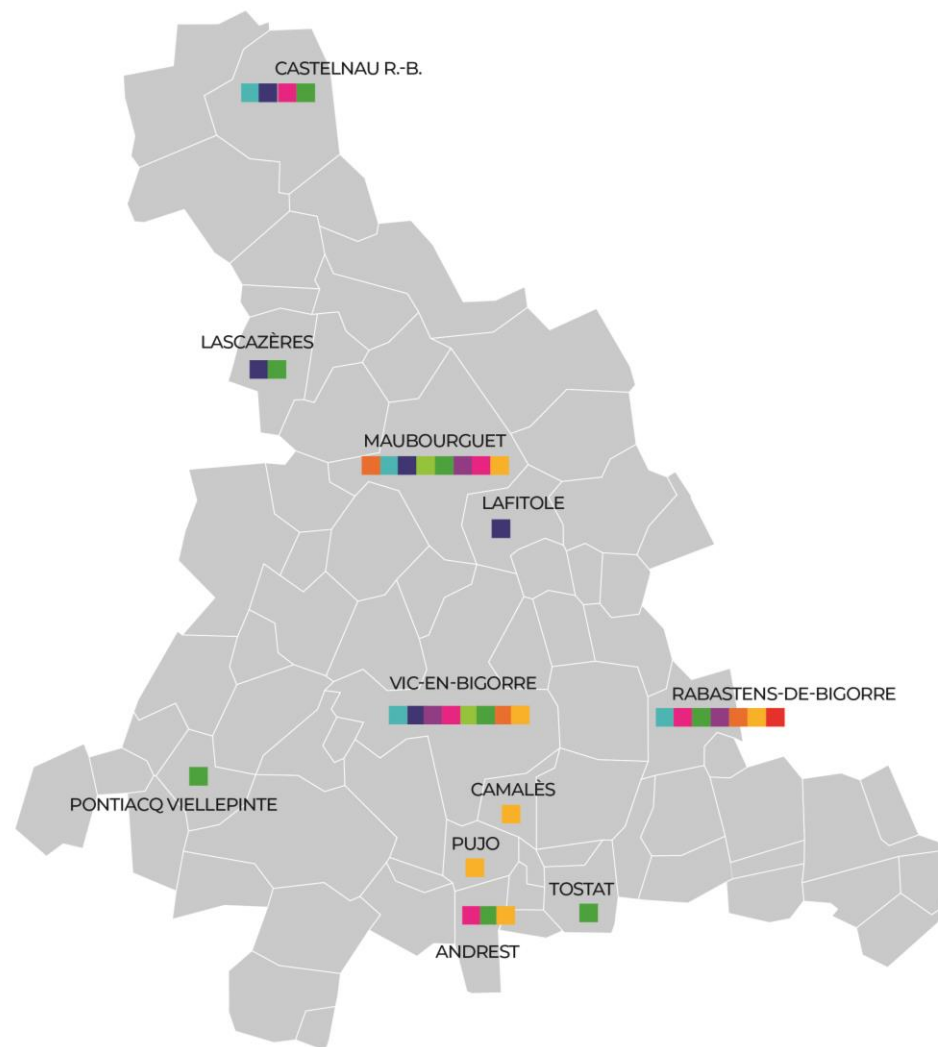 CASTELNAU R.-B.
LASCAZÈRES
MAUBOURGUET
LAFITOLE
VIC-EN-BIGORRE
RABASTENS-DE-BIGORRE
PONTIACQ VIELLEPINTE
CAMALÈS
PUJO
TOSTAT
ANDREST